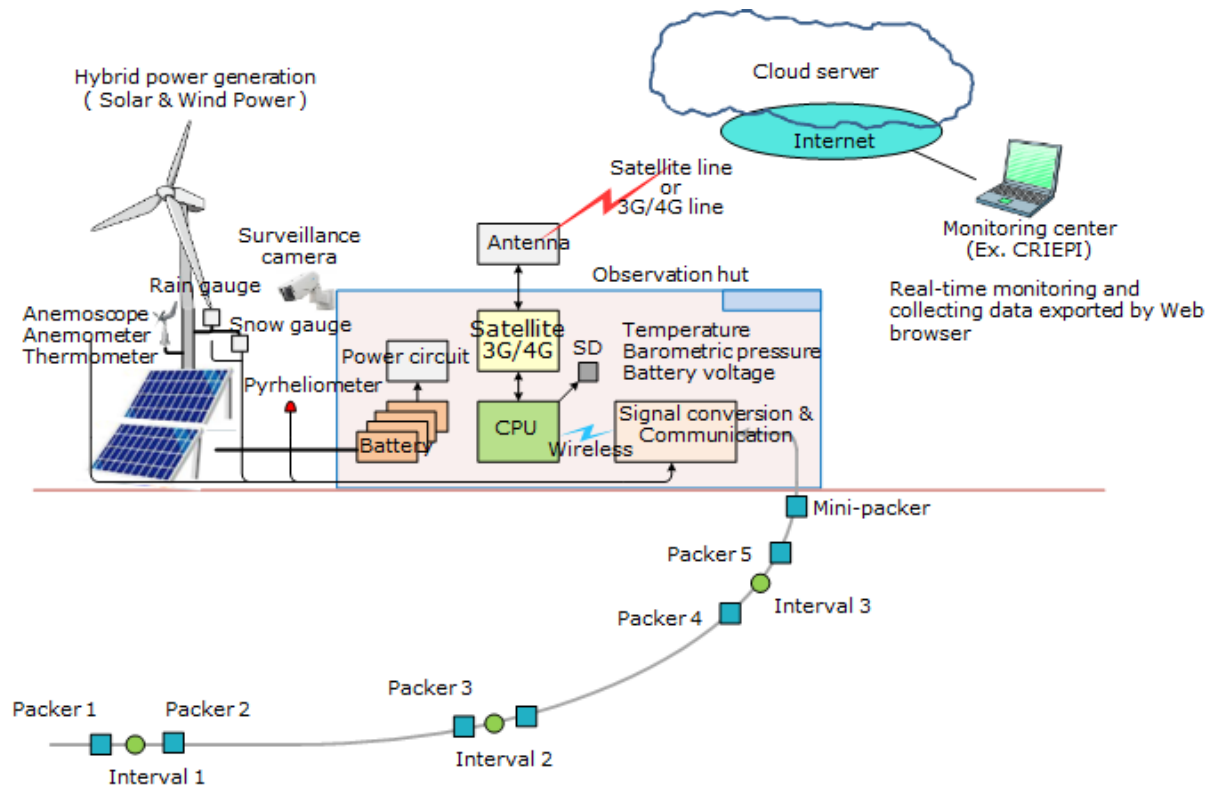 Hybrid power generation
( Solar & Wind Power )
Cloud server
Internet
Satellite line
or
3G/4G line
Monitoring center
(Ex. CRIEPI)
Real-time monitoring and
collecting data exported by Web
browser
Surveillance
camera
Antenna
Observation hut
Rain gauge
Anemoscope
Anemometer
Thermometer
Snow gauge
Satellite
3G/4G
Temperature
Barometric pressure
Battery voltage
SD
Power circuit
Pyrheliometer
Battery
CPU
Wireless
Signal conversion &
Communication
Mini-packer
Packer 5
Interval 3
Packer 4
Packer 3
Interval 2
Packer 1
Packer 2
Interval 1